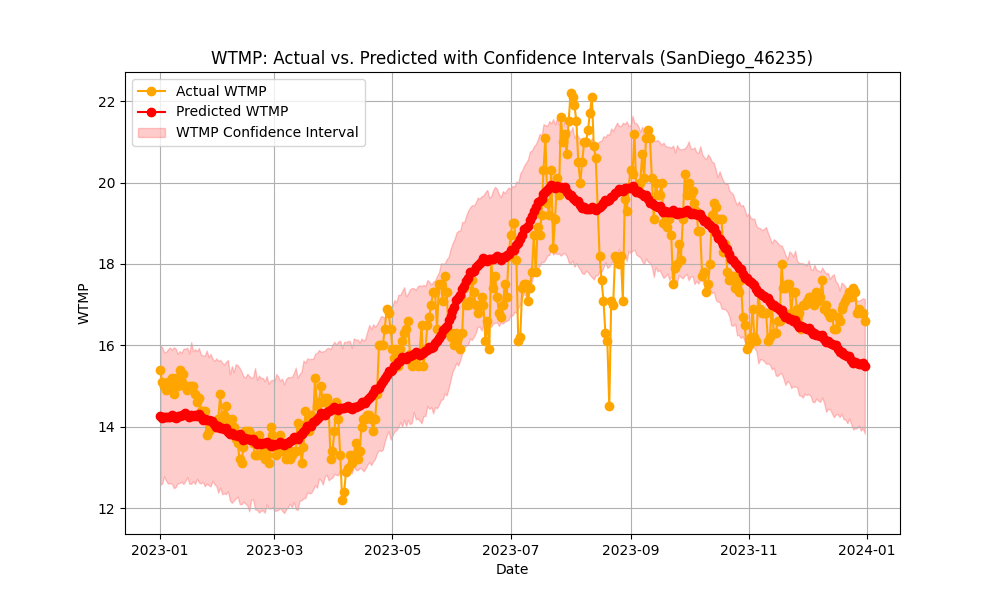 WTMP: Actual vs. Predicted with Confidence Intervals (SanDiego_46235)
Actual WTMP
Predicted WTMP
WTMP Confidence Interval
WTMP
22
20
18
16
14
12
2023-01
2023-03
2023-05
2023-07
2023-09
2023-11
2024-01
Date